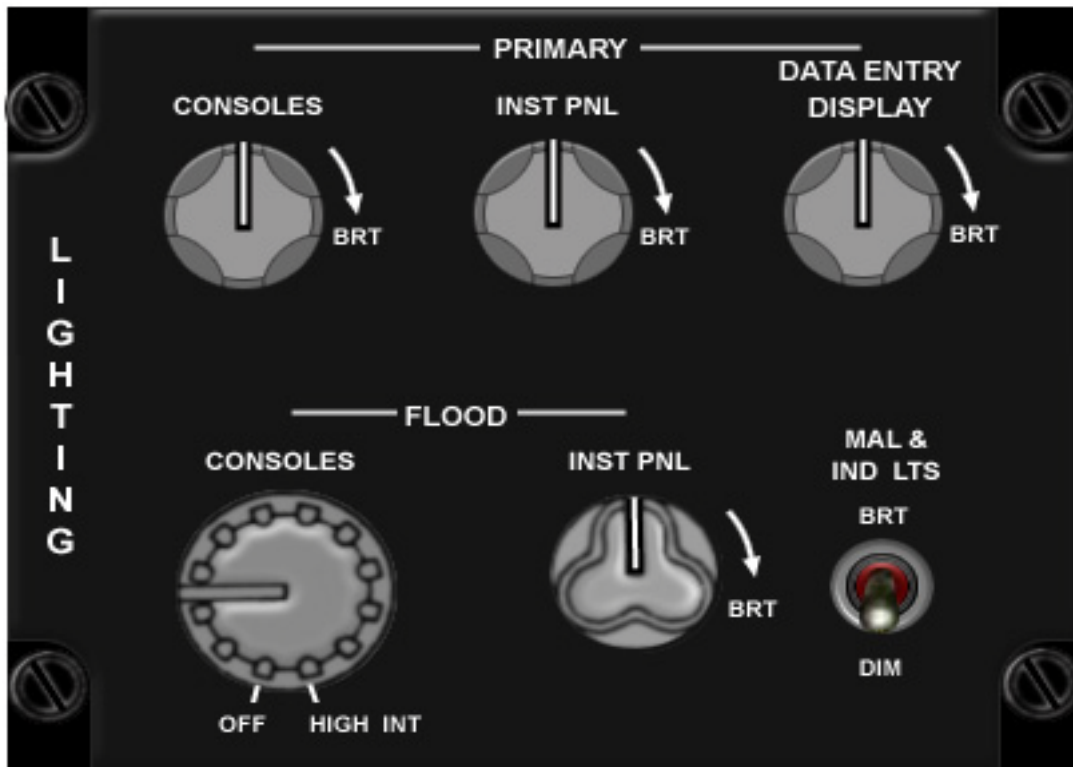 PRIMARY
CONSOLES
INST PNL
DATA ENTRY
DISPLAY
BRT
BRT
BRT
LIGHTING
FLOOD
CONSOLES
INST PNL
MAL &
IND LTS
BRT
BRT
DIM
OFF
HIGH INT